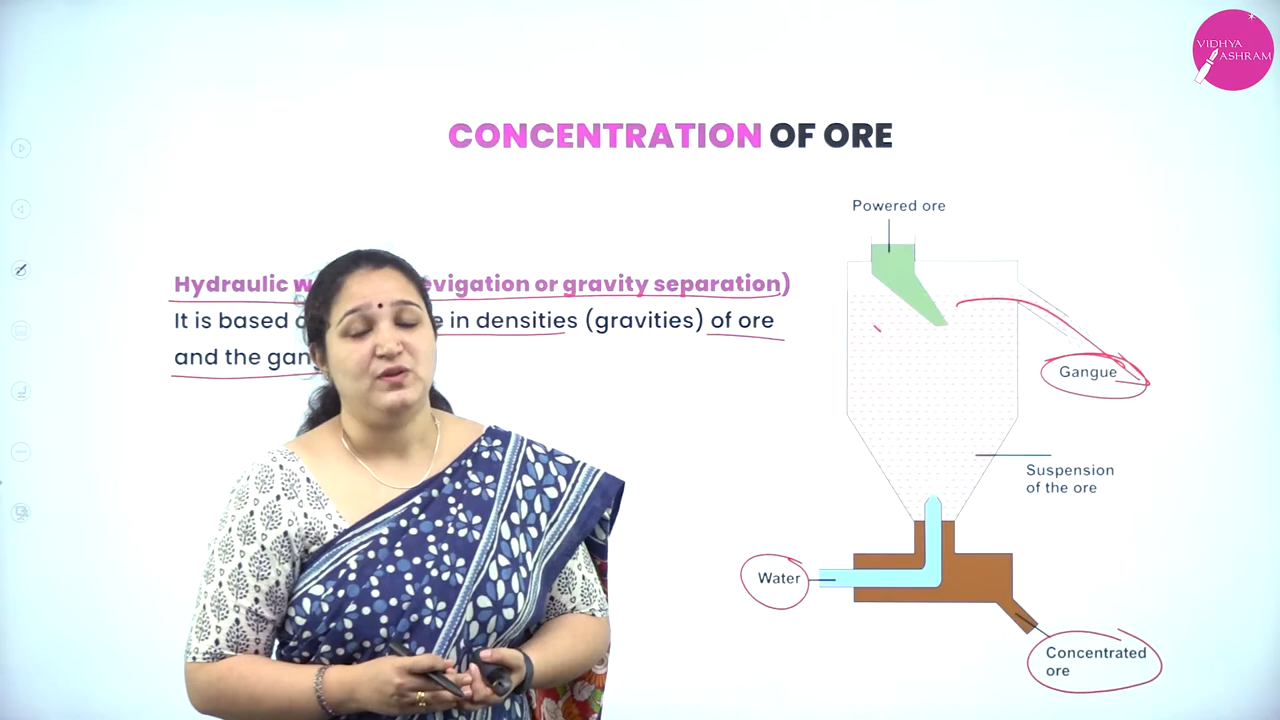 VIDHYA
ASHRAM
CONCENTRATION OF ORE
Powered ore
Hydraulic evigation or gravity separation)
It is based in densities (gravities) of ore
and the
Gangue
Suspension
of the ore
Water
Concentrated
ore